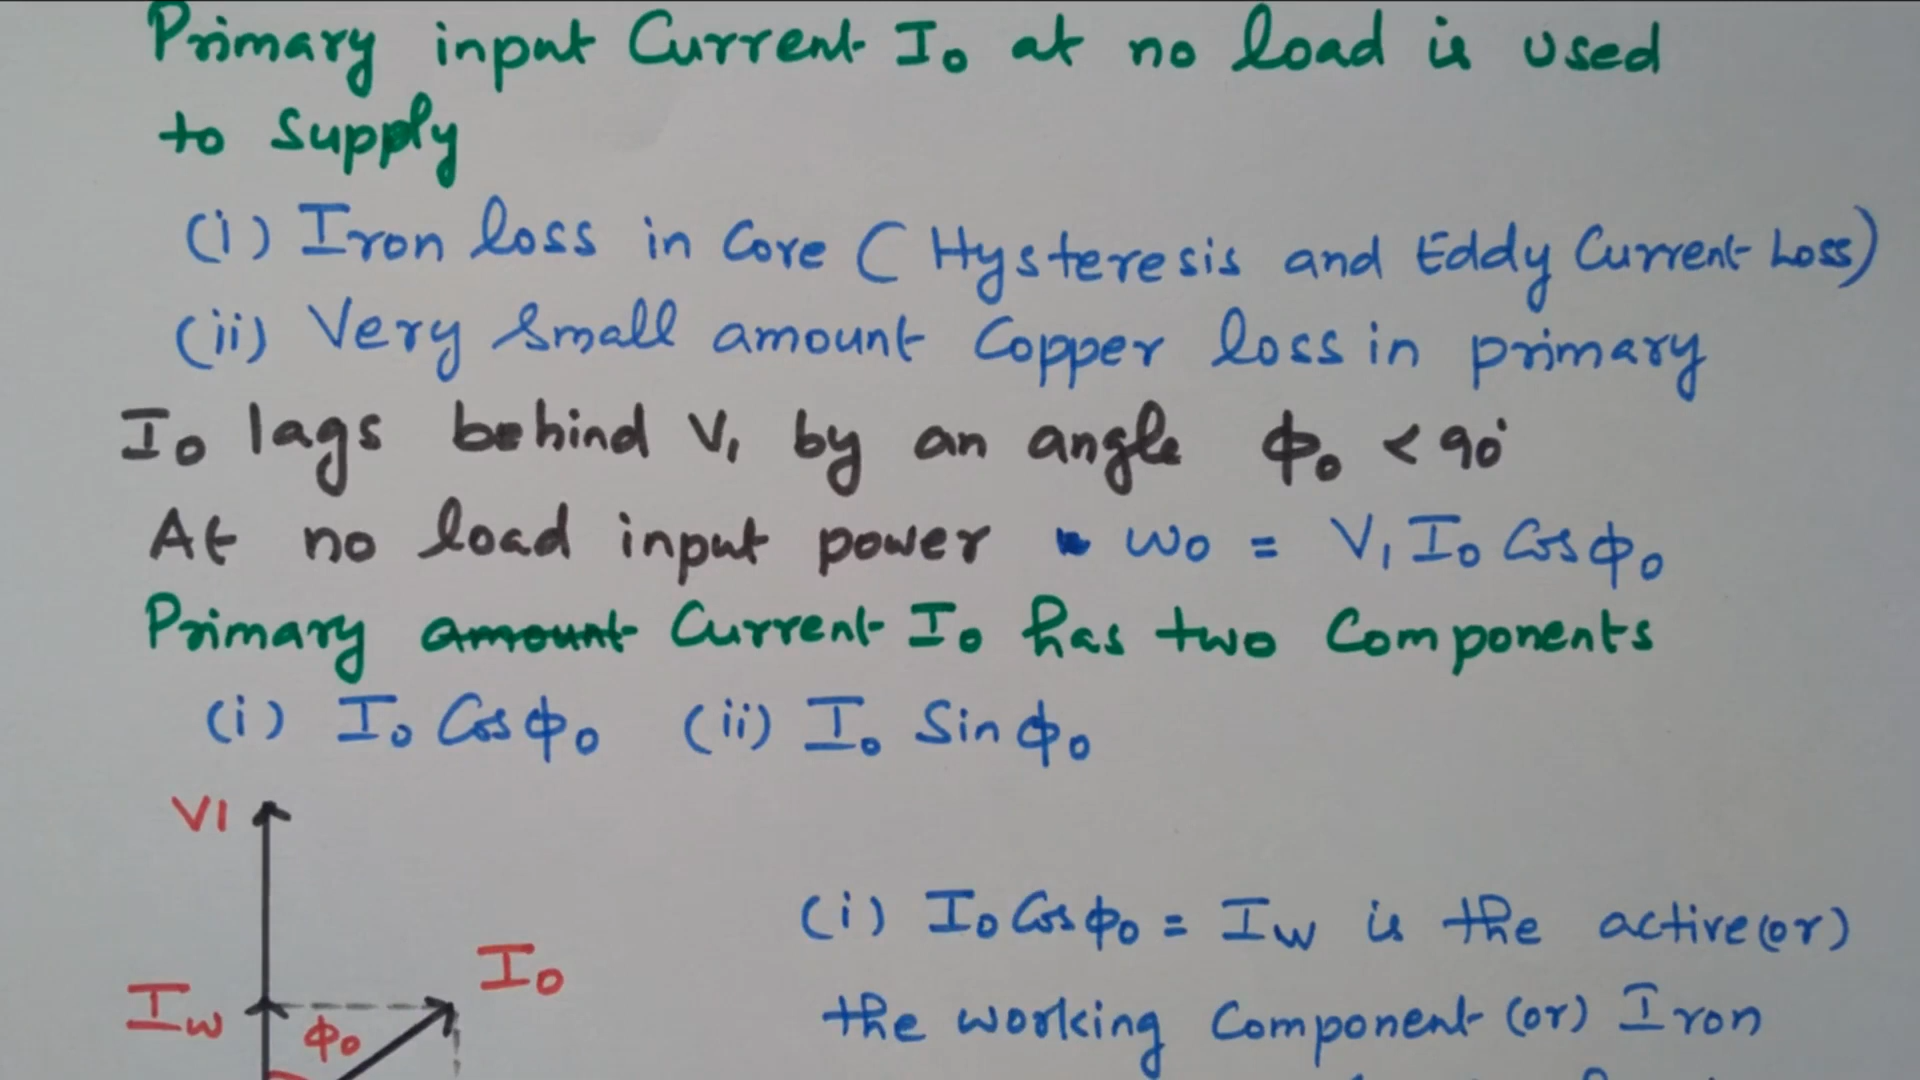 Primary input Current I₀ at no load is used
to Supply
(i) Iron loss in Core (Hysteresis and Eddy Current Loss)
(ii) Very Small amount Copper loss in primary
I₀ lags behind V₁ by an angle ϕ₀ < 90°
At no load input power W₀ = V₁ I₀ Cos ϕ₀
Primary amount Current I₀ has two Components
(i) I₀ Cos ϕ₀ (ii) I₀ Sin ϕ₀
V1
I₀
Iw
ϕ₀
(i) I₀ Cos ϕ₀ = Iw is the active (or)
the working Component (or) Iron